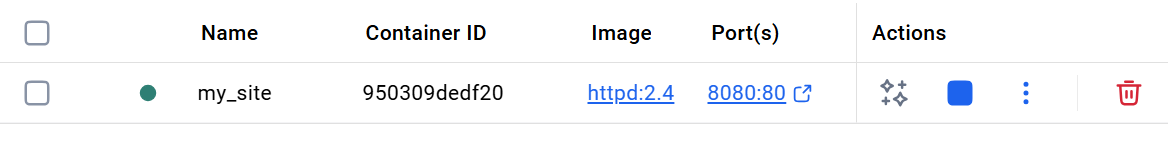 Name Container ID Image Port(s) Actions
my_site 950309dedf20 httpd:2.4 8080:80